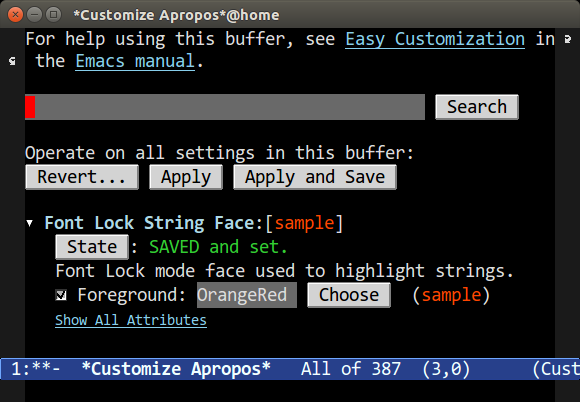 *Customize Apropos*@home
For help using this buffer, see Easy Customization in
the Emacs manual.
Search
Operate on all settings in this buffer:
Revert... Apply Apply and Save
▾ Font Lock String Face:[sample]
State: SAVED and set.
Font Lock mode face used to highlight strings.
Foreground: OrangeRed Choose (sample)
Show All Attributes
1:**- *Customize Apropos* All of 387 (3,0) (Cust